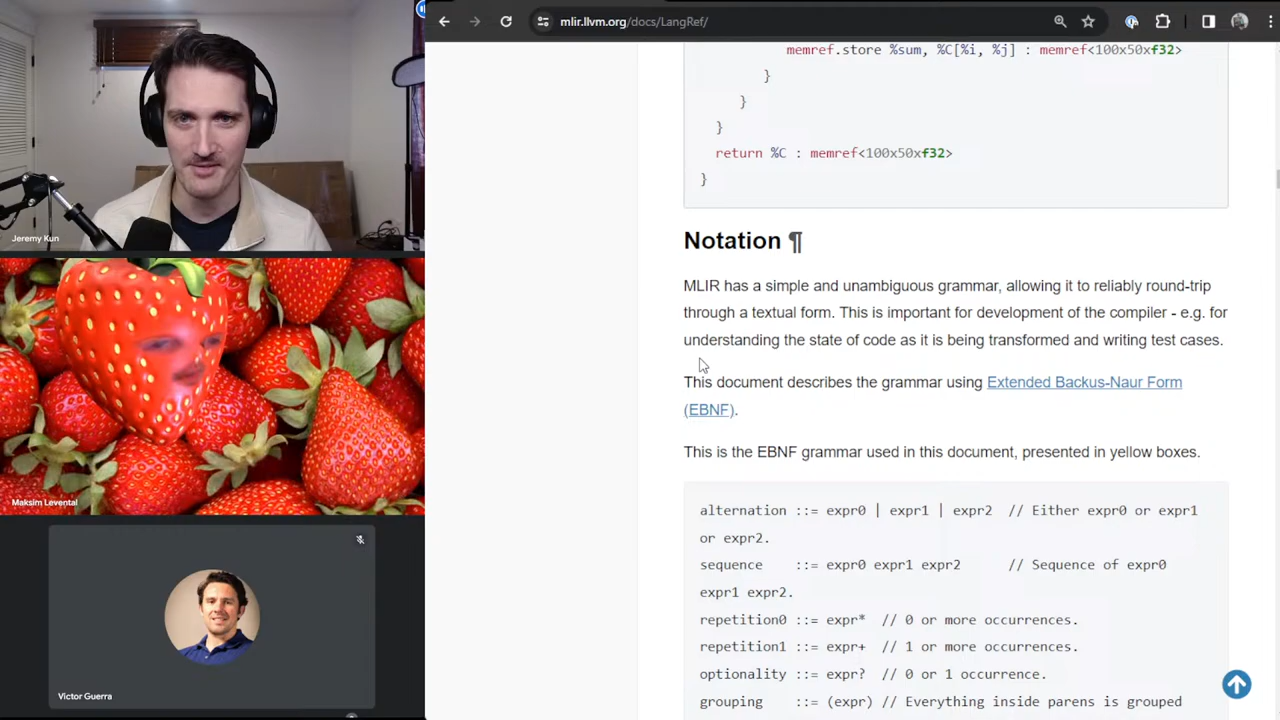 mlir.llvm.org/docs/LangRef/
memref.store %sum, %C[%i, %j] : memref<100x50xf32>
}
}
}
return %C : memref<100x50xf32>
}
Notation ¶
MLIR has a simple and unambiguous grammar, allowing it to reliably round-trip
through a textual form. This is important for development of the compiler - e.g. for
understanding the state of code as it is being transformed and writing test cases.
This document describes the grammar using Extended Backus-Naur Form
(EBNF).
This is the EBNF grammar used in this document, presented in yellow boxes.
alternation ::= expr0 | expr1 | expr2 // Either expr0 or expr1
or expr2.
sequence ::= expr0 expr1 expr2 // Sequence of expr0
expr1 expr2.
repetition0 ::= expr* // 0 or more occurrences.
repetition1 ::= expr+ // 1 or more occurrences.
optionality ::= expr? // 0 or 1 occurrence.
grouping ::= (expr) // Everything inside parens is grouped
Jeremy Kun
Maksim Levental
Victor Guerra